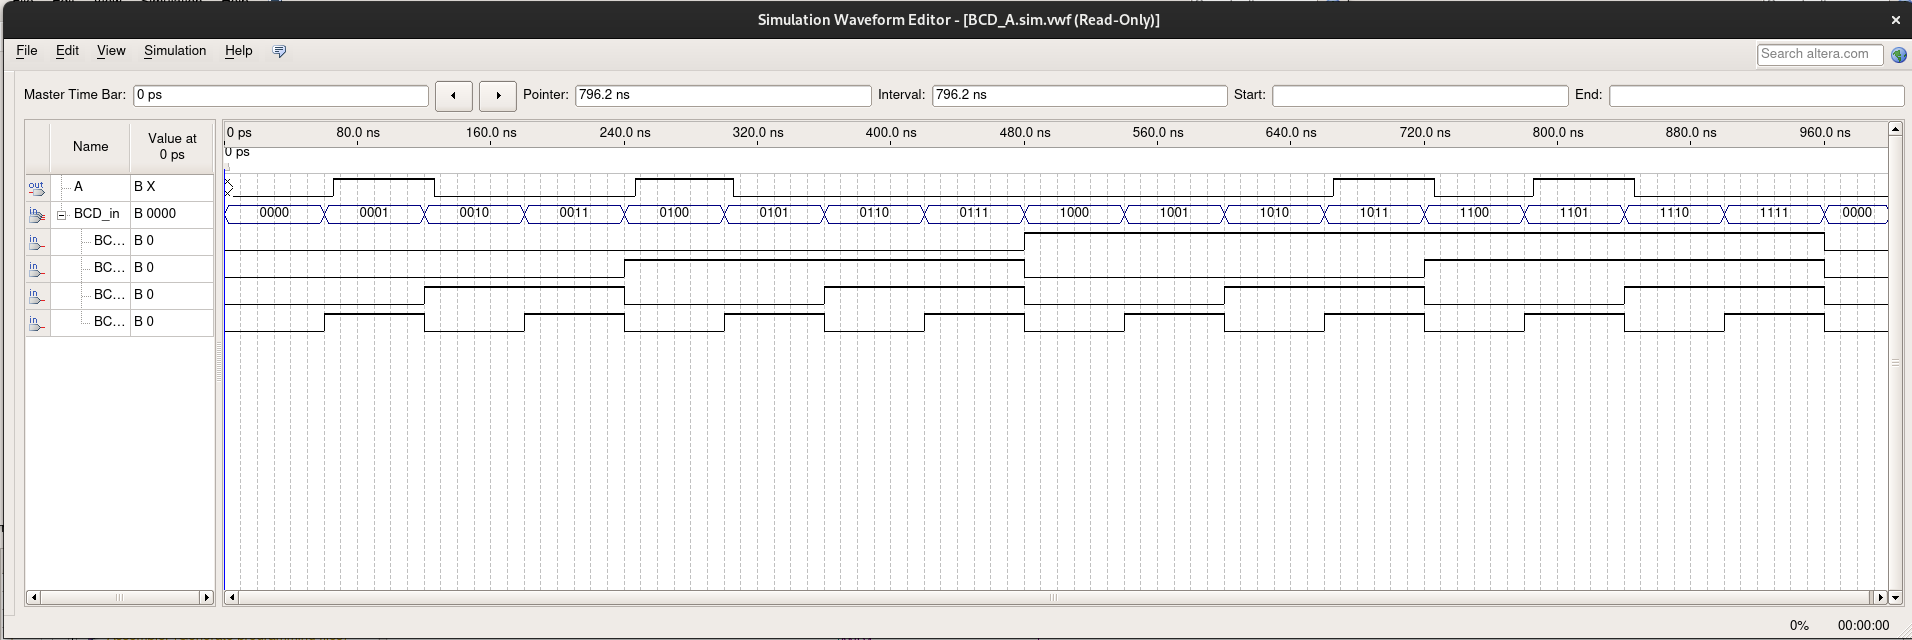 Simulation Waveform Editor - [BCD_A.sim.vwf (Read-Only)]
File Edit View Simulation Help
Search altera.com
Master Time Bar: 0 ps Pointer: 796.2 ns Interval: 796.2 ns Start: End:
Name Value at 0 ps
0 ps 80.0 ns 160.0 ns 240.0 ns 320.0 ns 400.0 ns 480.0 ns 560.0 ns 640.0 ns 720.0 ns 800.0 ns 880.0 ns 960.0 ns
0 ps
out A B X
in BCD_in B 0000 0000 0001 0010 0011 0100 0101 0110 0111 1000 1001 1010 1011 1100 1101 1110 1111 0000
in BC... B 0
in BC... B 0
in BC... B 0
in BC... B 0
0% 00:00:00